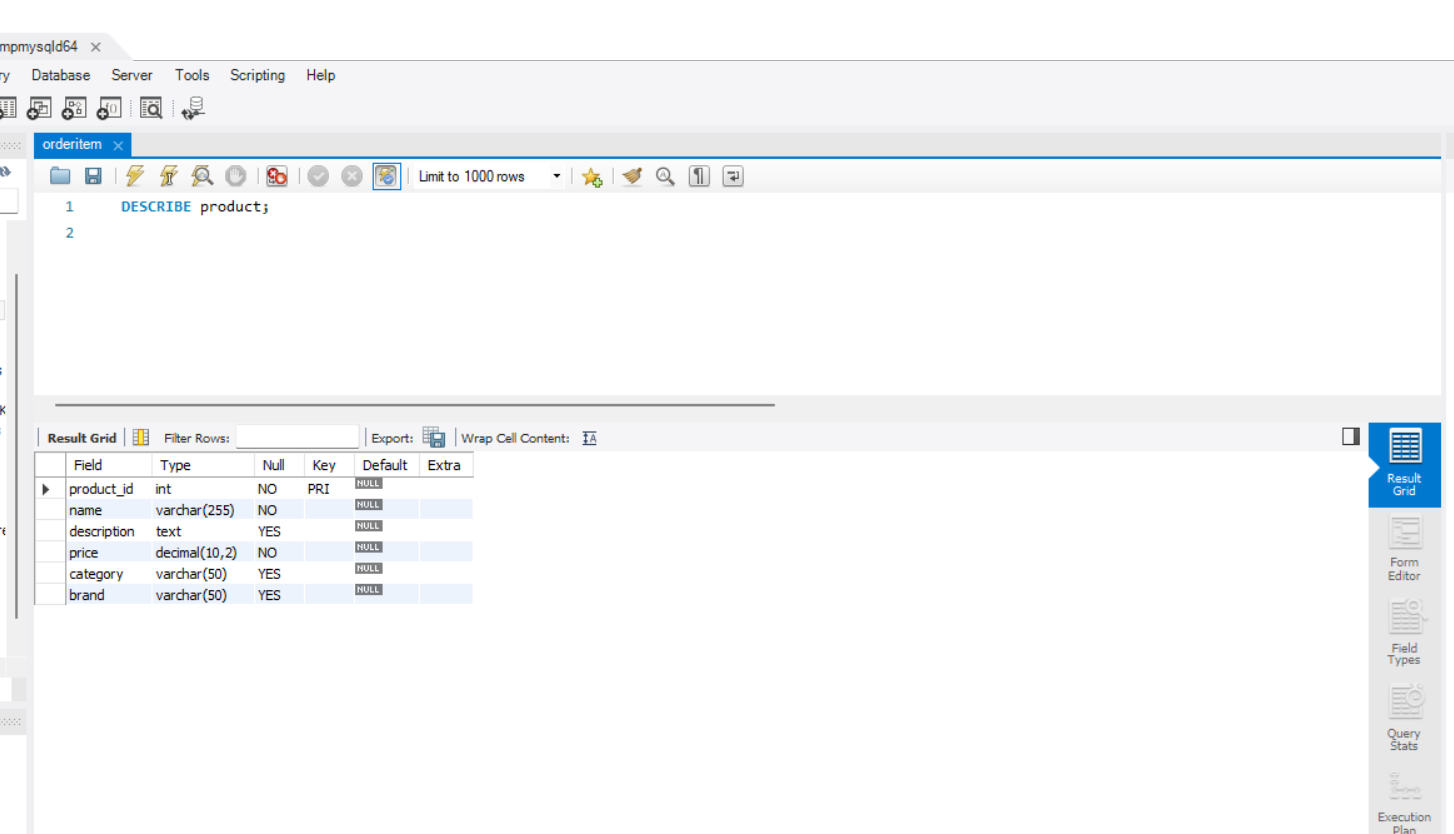 mpmysqld64
Database Server Tools Scripting Help
orderitem
Limit to 1000 rows
1 DESCRIBE product;
2
Result Grid Filter Rows: Export: Wrap Cell Content:
Field Type Null Key Default Extra
product_id int NO PRI NULL
name varchar(255) NO NULL
description text YES NULL
price decimal(10,2) NO NULL
category varchar(50) YES NULL
brand varchar(50) YES NULL
Result
Grid
Form
Editor
Field
Types
Query
Stats
Execution
Plan